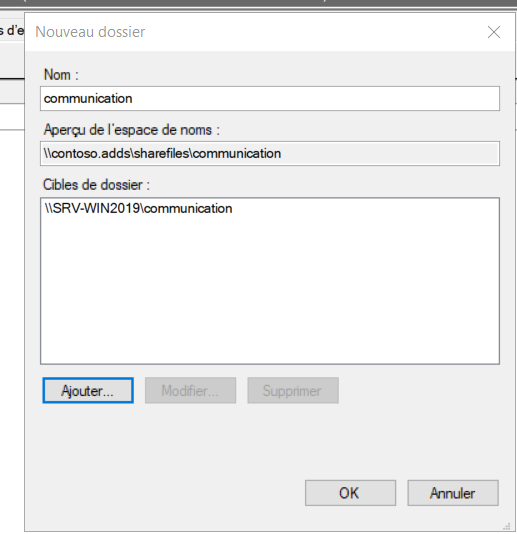 s d'e
Nouveau dossier
Nom :
communication
Aperçu de l'espace de noms :
\\contoso.adds\sharefiles\communication
Cibles de dossier :
\\SRV-WIN2019\communication
Ajouter... Modifier... Supprimer
OK Annuler